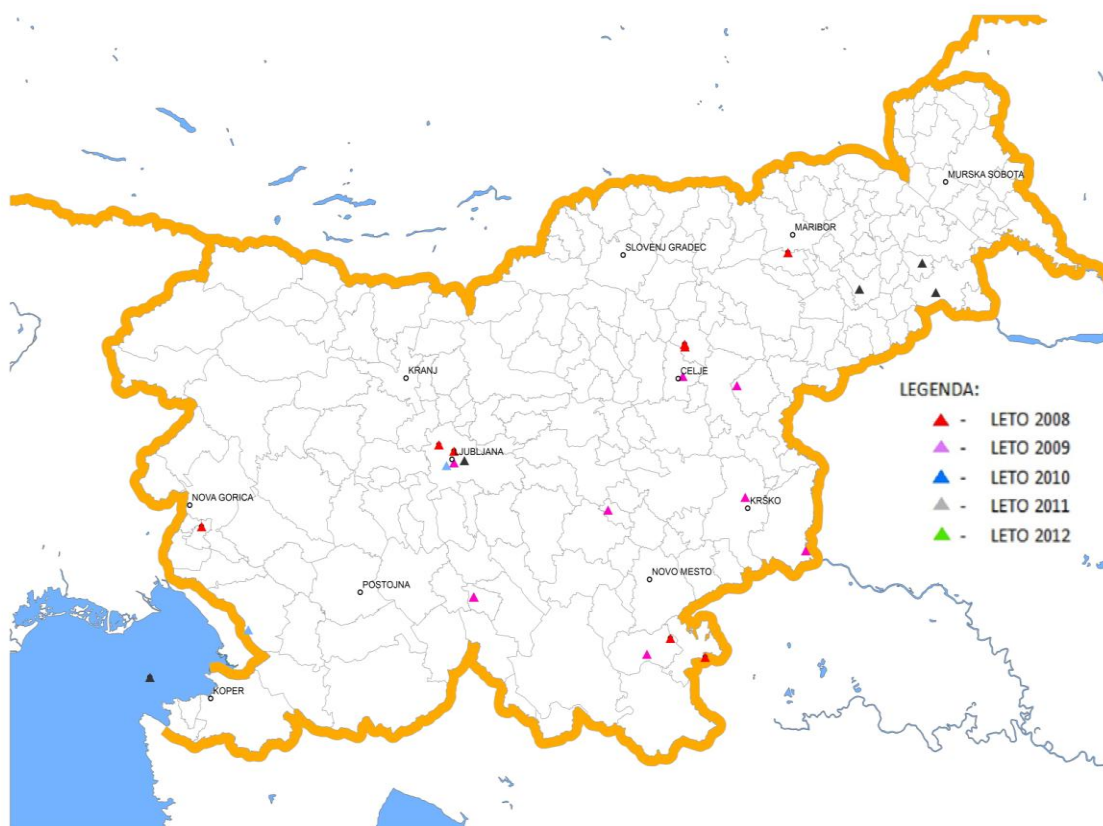 MURSKA SOBOTA
MARIBOR
SLOVENJ GRADEC
KRANJ
CELJE
LEGENDA:
- LETO 2008
- LETO 2009
- LETO 2010
- LETO 2011
- LETO 2012
LJUBLJANA
NOVA GORICA
KRŠKO
NOVO MESTO
POSTOJNA
KOPER